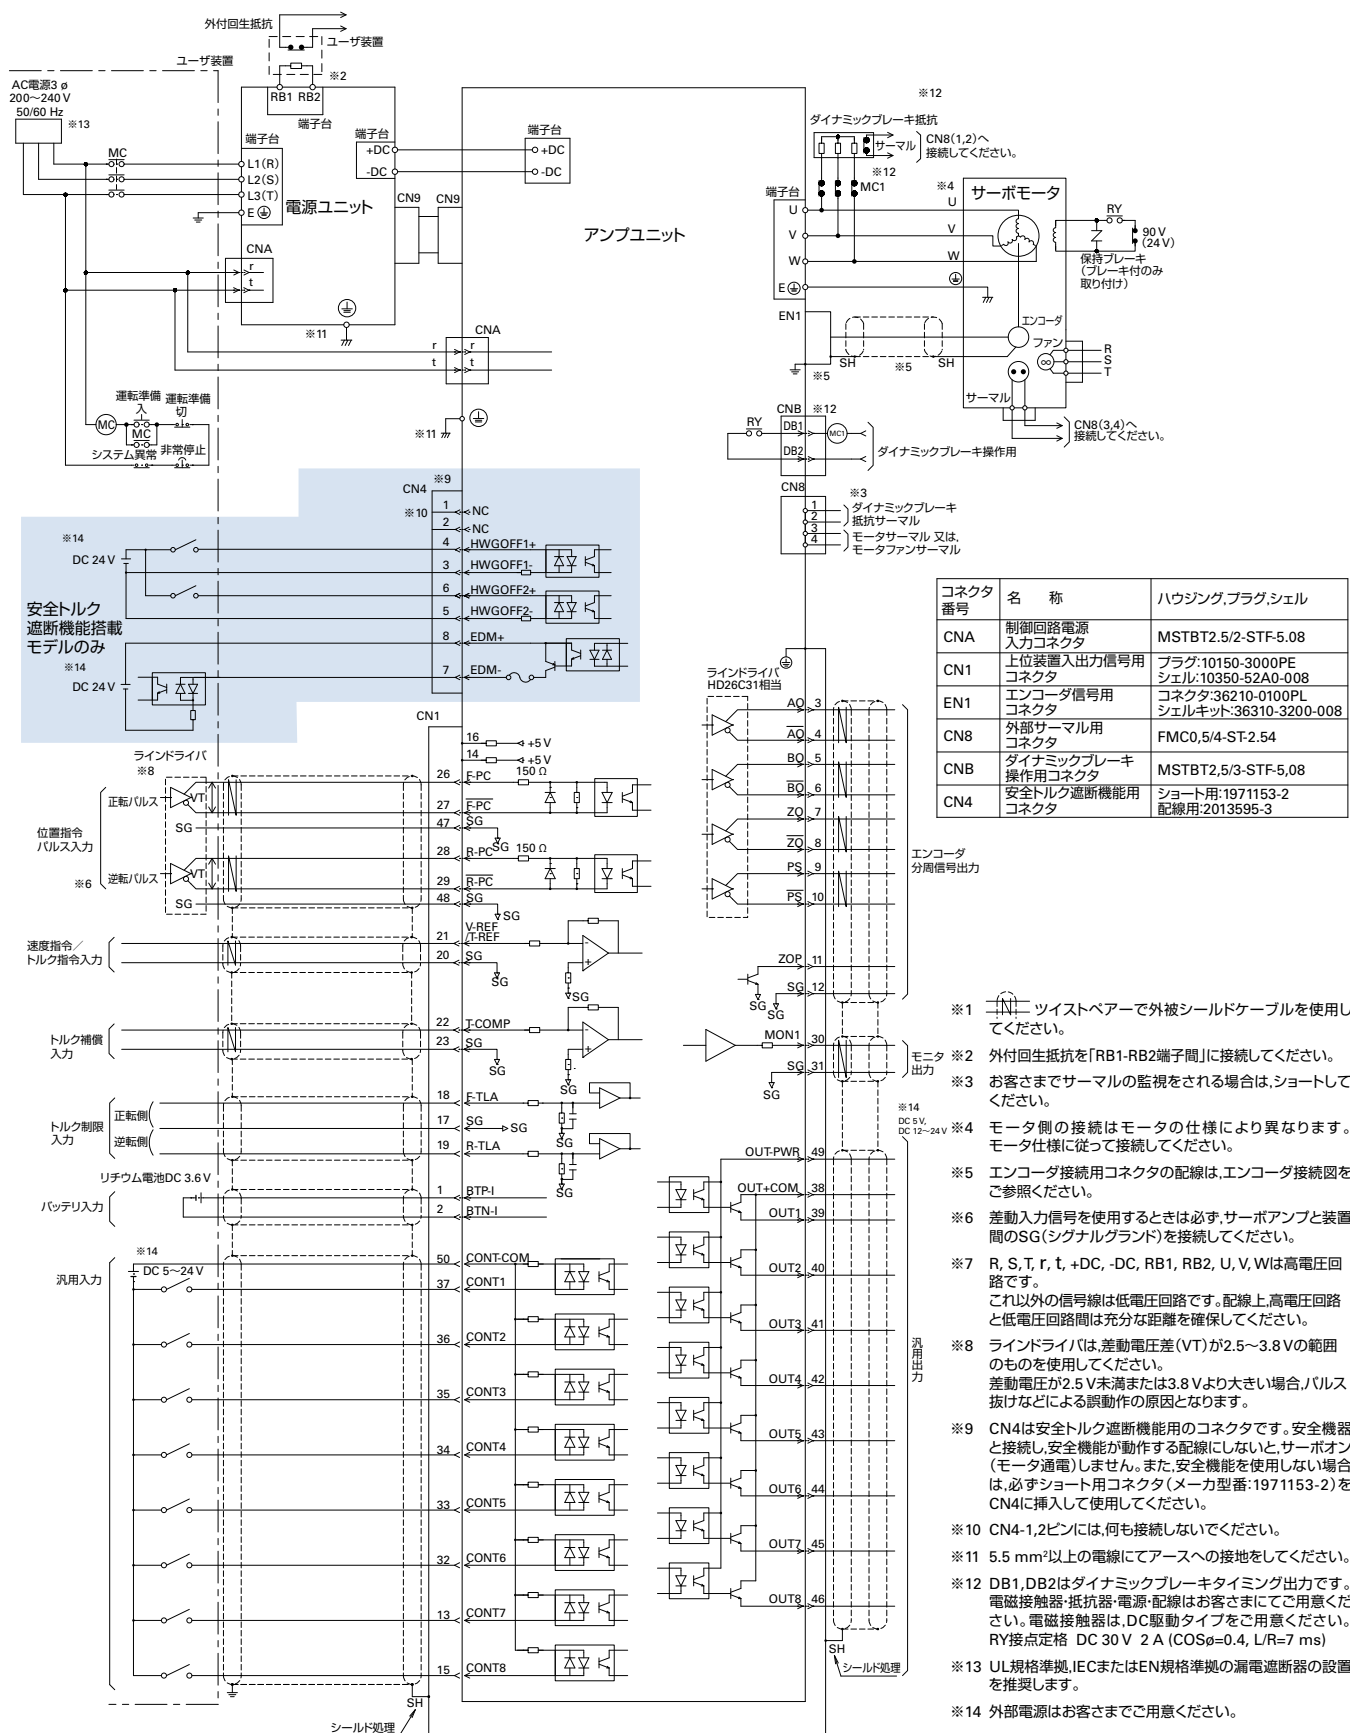 外付回生抵抗
ユーザ装置
ユーザ装置
※2
RB1 RB2
端子台
AC電源3 ø
200〜240 V
50/60 Hz
※13
MC
端子台
L1(R)
L2(S)
L3(T)
E
電源ユニット
端子台
+DC
-DC
CN9
CN9
端子台
+DC
-DC
アンプユニット
CNA
r
t
※11
CNA
r
r
t
t
※11
運転準備
入
運転準備
切
MC
MC
システム異常
非常停止
※12
ダイナミックブレーキ抵抗
サーマル
CN8(1,2)へ
接続してください。
※12
MC1
端子台
U
V
W
E
※4
U
V
W
サーボモータ
RY
90 V
(24 V)
保持ブレーキ
(ブレーキ付のみ
取り付け)
EN1
SH
SH
※5
※5
エンコーダ
ファン
R
S
T
サーマル
CN8(3,4)へ
接続してください。
CNB
※12
RY
DB1
MC1
DB2
ダイナミックブレーキ操作用
CN8
※3
1
2
3
4
ダイナミックブレーキ
抵抗サーマル
モータサーマル 又は,
モータファンサーマル
※9
CN4
※10
1
NC
2
NC
※14
DC 24 V
4
HWGOFF1+
3
HWGOFF1-
6
HWGOFF2+
5
HWGOFF2-
安全トルク
遮断機能搭載
モデルのみ
8
EDM+
※14
DC 24 V
7
EDM-
コネクタ
番号
名 称
ハウジング,プラグ,シェル
CNA
制御回路電源
入力コネクタ
MSTBT2.5/2-STF-5.08
CN1
上位装置入出力信号用
コネクタ
プラグ:10150-3000PE
シェル:10350-52A0-008
EN1
エンコーダ信号用
コネクタ
コネクタ:36210-0100PL
シェルキット:36310-3200-008
CN8
外部サーマル用
コネクタ
FMC0,5/4-ST-2.54
CNB
ダイナミックブレーキ
操作用コネクタ
MSTBT2,5/3-STF-5,08
CN4
安全トルク遮断機能用
コネクタ
ショート用:1971153-2
配線用:2013595-3
CN1
16
+5 V
14
+5 V
ラインドライバ
※8
26
F-PC
150 Ω
正転パルス
VT
27
F-PC
SG
47
SG
SG
位置指令
パルス入力
※6
28
R-PC
150 Ω
逆転パルス
VT
29
R-PC
SG
48
SG
SG
速度指令/
トルク指令入力
21
V-REF
/T-REF
20
SG
SG
SG
トルク補償
入力
22
T-COMP
23
SG
SG
SG
トルク制限
入力
正転側
逆転側
18
F-TLA
17
SG
SG
19
R-TLA
SG
リチウム電池DC 3.6 V
バッテリ入力
1
BTP-I
2
BTN-I
汎用入力
※14
DC 5〜24 V
50
CONT-COM
37
CONT1
36
CONT2
35
CONT3
34
CONT4
33
CONT5
32
CONT6
13
CONT7
15
CONT8
SH
シールド処理
ラインドライバ
HD26C31相当
AO
3
AO
4
BO
5
BO
6
ZO
7
ZO
8
PS
9
PS
10
エンコーダ
分周信号出力
ZOP
11
SG
SG
12
SG
MON1
30
SG
31
SG
モニタ
出力
※14
DC 5 V,
DC 12〜24 V
OUT-PWR
49
OUT+COM
38
OUT1
39
OUT2
40
OUT3
41
OUT4
42
OUT5
43
OUT6
44
OUT7
45
OUT8
46
汎用出力
SH
シールド処理
※1 ツイストペアーで外被シールドケーブルを使用し
てください。
※2 外付回生抵抗を「RB1-RB2端子間」に接続してください。
※3 お客さまでサーマルの監視をされる場合は,ショートして
ください。
※4 モータ側の接続はモータの仕様により異なります。
モータ仕様に従って接続してください。
※5 エンコーダ接続用コネクタの配線は,エンコーダ接続図を
ご参照ください。
※6 差動入力信号を使用するときは必ず,サーボアンプと装置
間のSG(シグナルグランド)を接続してください。
※7 R, S, T, r, t, +DC, -DC, RB1, RB2, U, V, Wは高電圧回
路です。
これ以外の信号線は低電圧回路です。配線上,高電圧回路
と低電圧回路間は充分な距離を確保してください。
※8 ラインドライバは,差動電圧差(VT)が2.5〜3.8 Vの範囲
のものを使用してください。
差動電圧が2.5 V未満または3.8 Vより大きい場合,パルス
抜けなどによる誤動作の原因となります。
※9 CN4は安全トルク遮断機能用のコネクタです。安全機器
と接続し,安全機能が動作する配線にしないと,サーボオン
(モータ通電)しません。また,安全機能を使用しない場合
は,必ずショート用コネクタ(メーカ型番:1971153-2)を
CN4に挿入して使用してください。
※10 CN4-1,2ピンには,何も接続しないでください。
※11 5.5 mm²以上の電線にてアースへの接地をしてください。
※12 DB1,DB2はダイナミックブレーキタイミング出力です。
電磁接触器・抵抗器・電源・配線はお客さまにてご用意くだ
さい。電磁接触器は,DC駆動タイプをご用意ください。
RY接点定格 DC 30 V 2 A (COSø=0.4, L/R=7 ms)
※13 UL規格準拠,IECまたはEN規格準拠の漏電遮断器の設置
を推奨します。
※14 外部電源はお客さまでご用意ください。